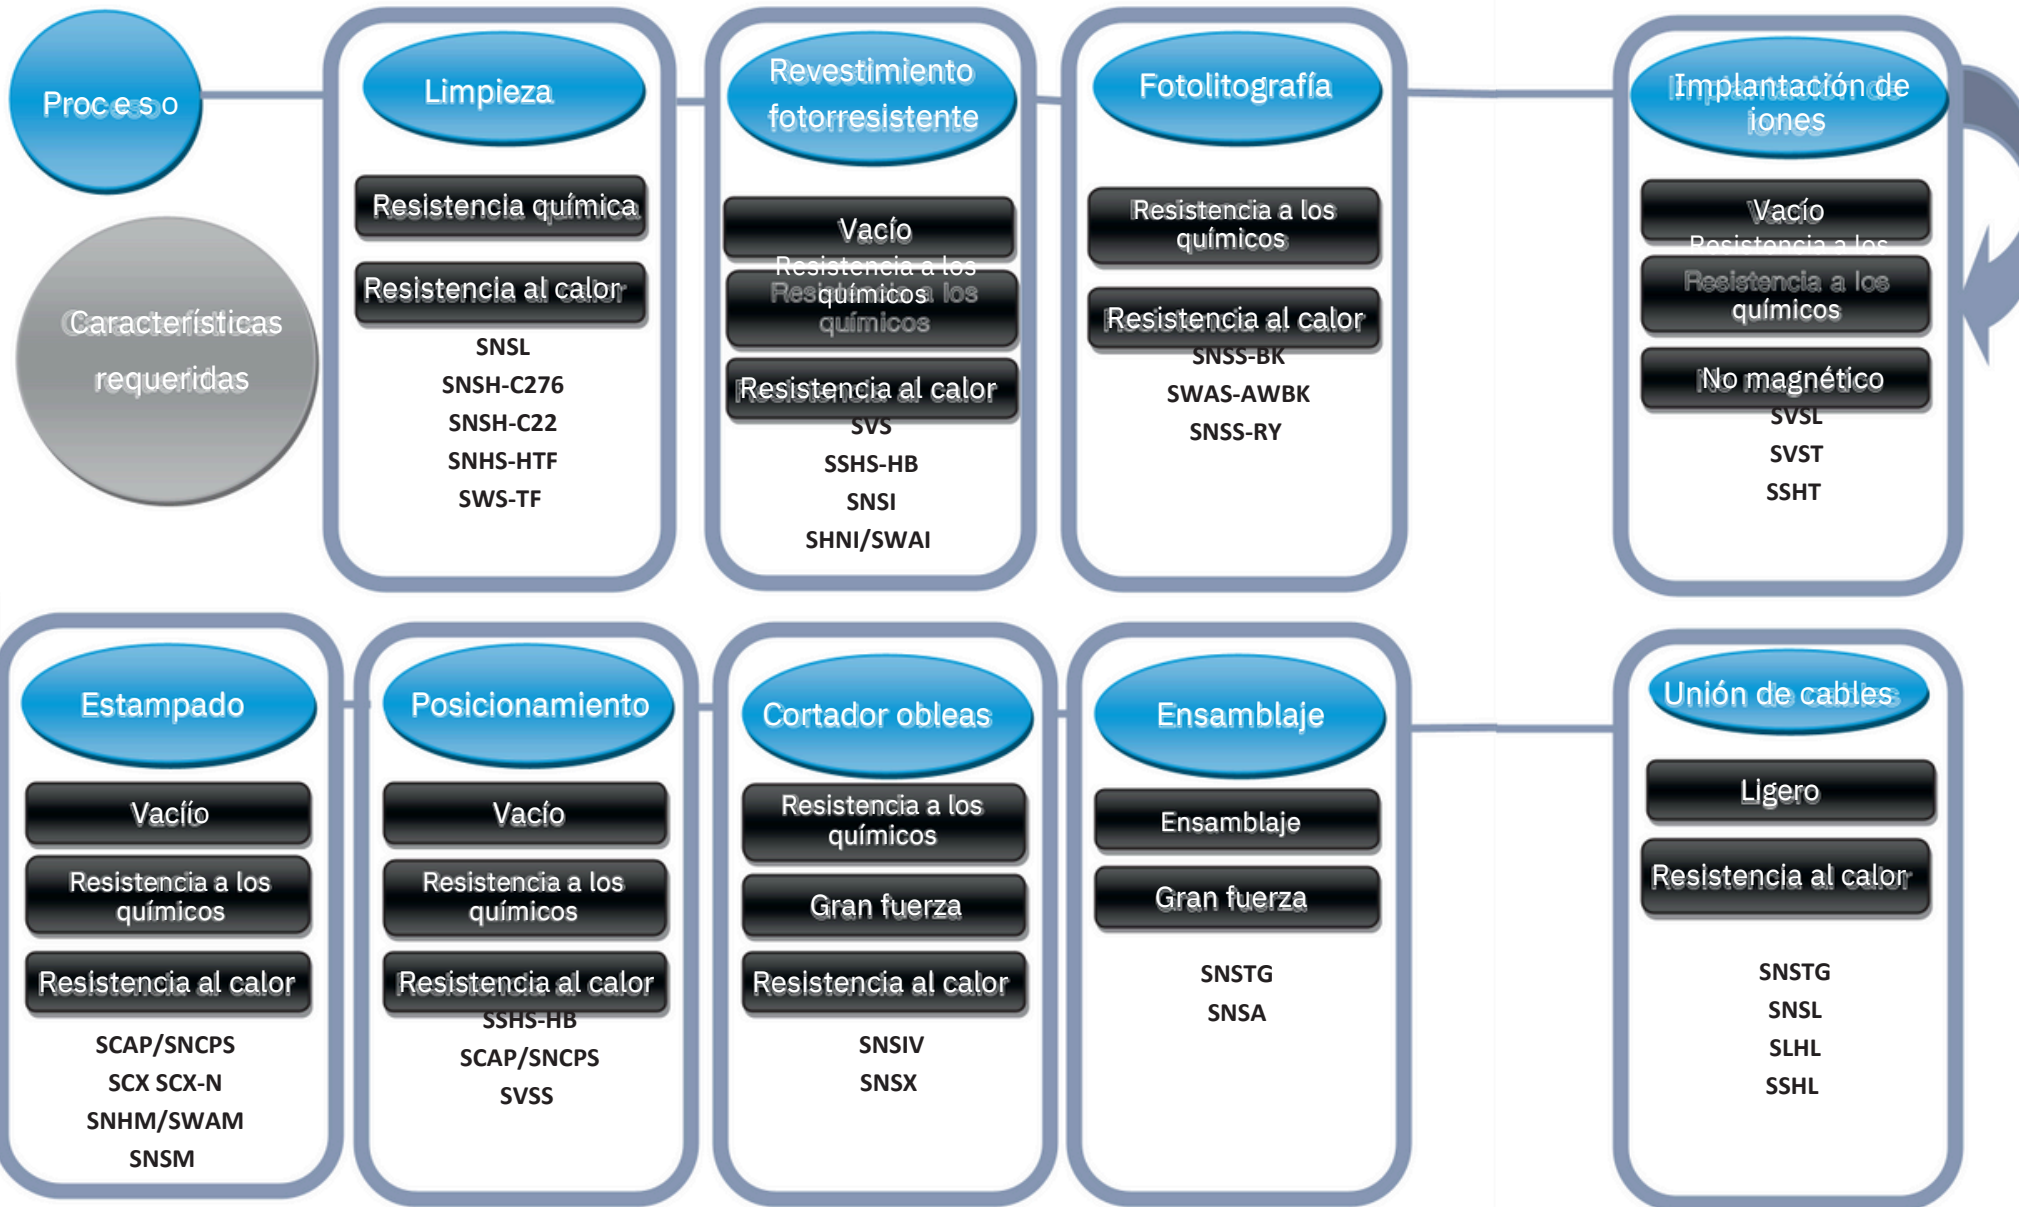 Proceso
Características
requeridas
Limpieza
Resistencia química
Resistencia al calor
SNSL
SNSH-C276
SNSH-C22
SNHS-HTF
SWS-TF
Revestimiento
fotorresistente
Vacío
Resistencia a los
químicos
Resistencia al calor
SVS
SSHS-HB
SNSI
SHNI/SWAI
Fotolitografía
Resistencia a los
químicos
Resistencia al calor
SNSS-BK
SWAS-AWBK
SNSS-RY
Implantación de
iones
Vacío
Resistencia a los
químicos
No magnético
SVSL
SVST
SSHT
Estampado
Vacíío
Resistencia a los
químicos
Resistencia al calor
SCAP/SNCPS
SCX SCX-N
SNHM/SWAM
SNSM
Posicionamiento
Vacío
Resistencia a los
químicos
Resistencia al calor
SSHS-HB
SCAP/SNCPS
SVSS
Cortador obleas
Resistencia a los
químicos
Gran fuerza
Resistencia al calor
SNSIV
SNSX
Ensamblaje
Ensamblaje
Gran fuerza
SNSTG
SNSA
Unión de cables
Ligero
Resistencia al calor
SNSTG
SNSL
SLHL
SSHL